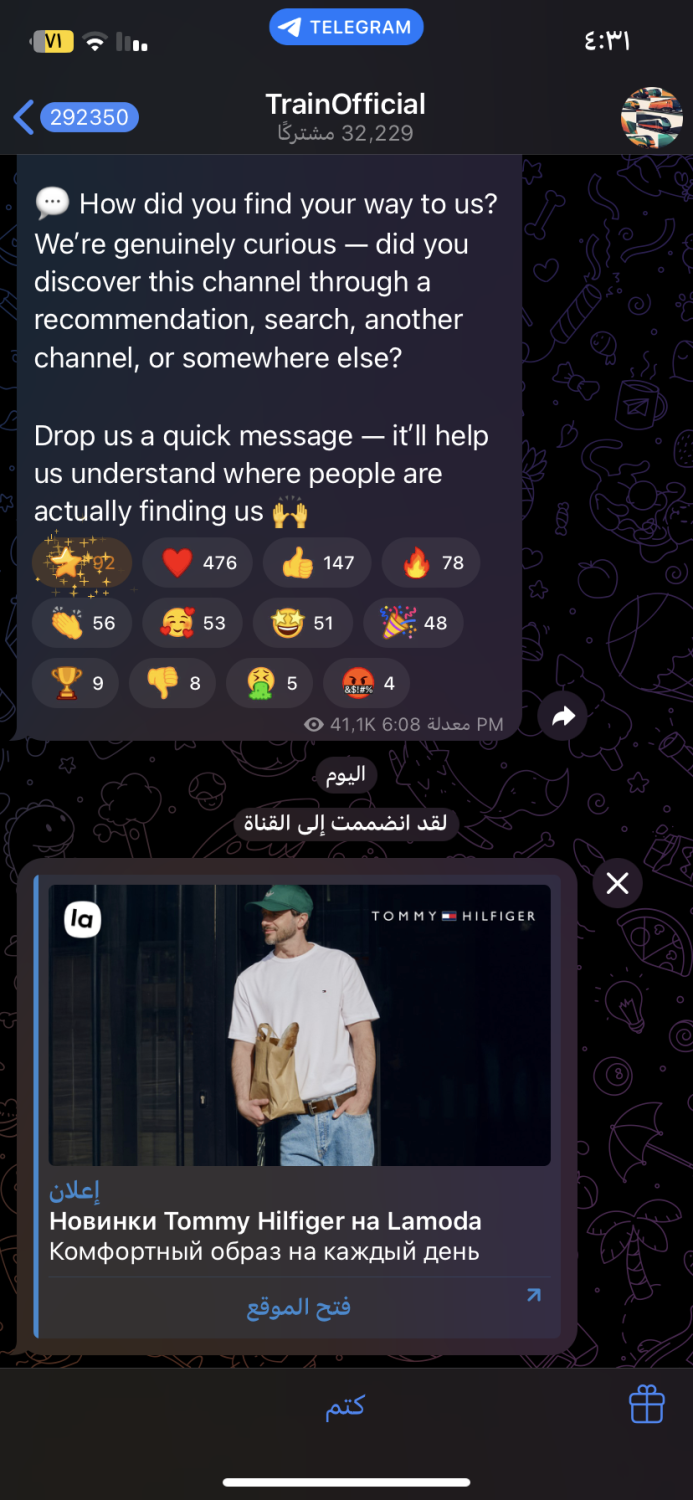 ٧١
TELEGRAM
٤:٣١
292350
TrainOfficial
32,229 مشتركًا
💬 How did you find your way to us?
We’re genuinely curious — did you
discover this channel through a
recommendation, search, another
channel, or somewhere else?
Drop us a quick message — it’ll help
us understand where people are
actually finding us 🙌
92 ❤️ 476 👍 147 🔥 78
👏 56 🥰 53 🤩 51 🎉 48
🏆 9 👎 8 🤮 5 🤬 4
41,1K 6:08 معدلة PM
اليوم
لقد انضممت إلى القناة
la
TOMMY HILFIGER
إعلان
Новинки Tommy Hilfiger на Lamoda
Комфортный образ на каждый день
فتح الموقع
كتم